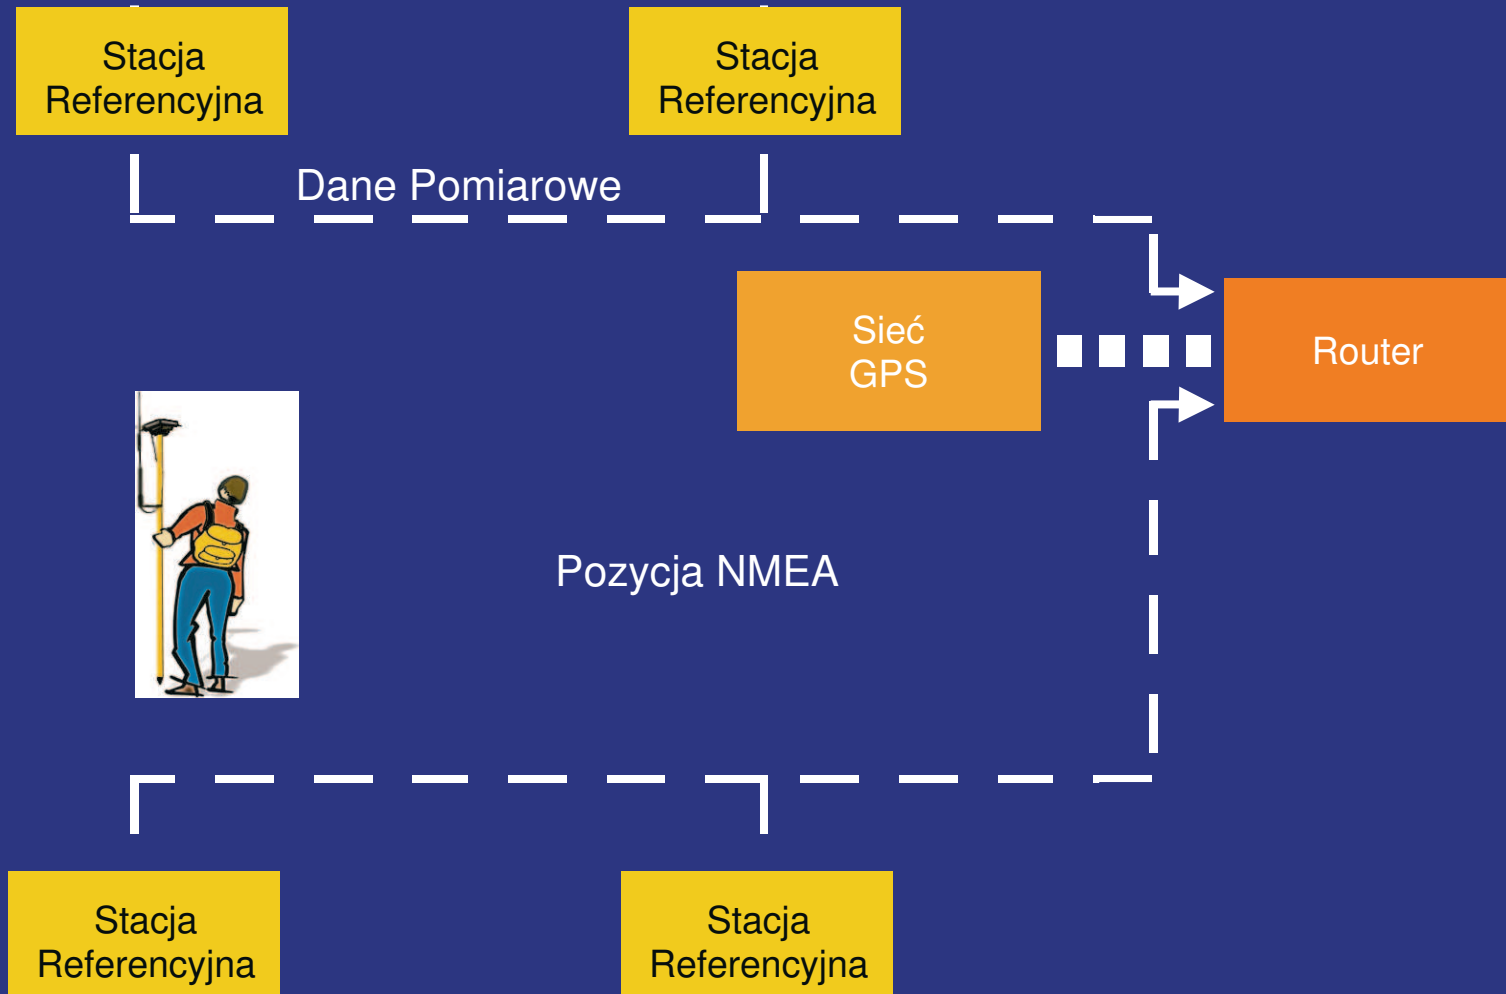 Stacja
Referencyjna
Stacja
Referencyjna
Dane Pomiarowe
Sieć
GPS
Router
Pozycja NMEA
Stacja
Referencyjna
Stacja
Referencyjna